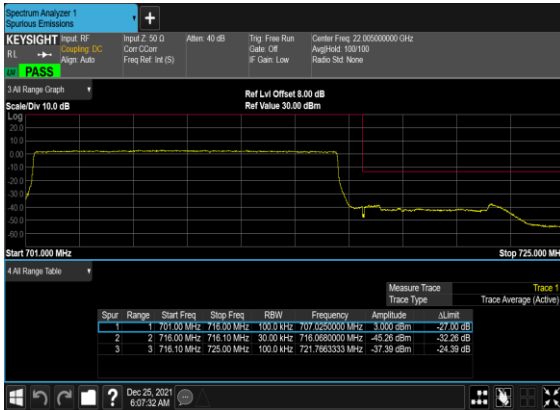 Spectrum Analyzer 1
Spurious Emissions
+
KEYSIGHT
Input: RF
Input Z: 50 Ω
Atten: 40 dB
Trig: Free Run
Center Freq: 22.005000000 GHz
RL
Coupling: DC
Corr CCorr
Gate: Off
Avg|Hold: 100/100
Align: Auto
Freq Ref: Int (S)
IF Gain: Low
Radio Std: None
PASS
3 All Range Graph
Ref Lvl Offset 8.00 dB
Scale/Div 10.0 dB
Ref Value 30.00 dBm
Log
20.0
10.0
0.00
-10.0
-20.0
-30.0
-40.0
-50.0
-60.0
Start 701.000 MHz
Stop 725.000 MH
4 All Range Table
Measure Trace Trace 1
Trace Type Trace Average (Active)
Spur Range Start Freq Stop Freq RBW Frequency Amplitude ΔLimit
1 1 701.00 MHz 716.00 MHz 100.0 kHz 707.0250000 MHz 3.000 dBm -27.00 dB
2 2 716.00 MHz 716.10 MHz 30.00 kHz 716.0680000 MHz -45.26 dBm -32.26 dB
3 3 716.10 MHz 725.00 MHz 100.0 kHz 721.7663333 MHz -37.39 dBm -24.39 dB
?
Dec 25, 2021
6:07:32 AM